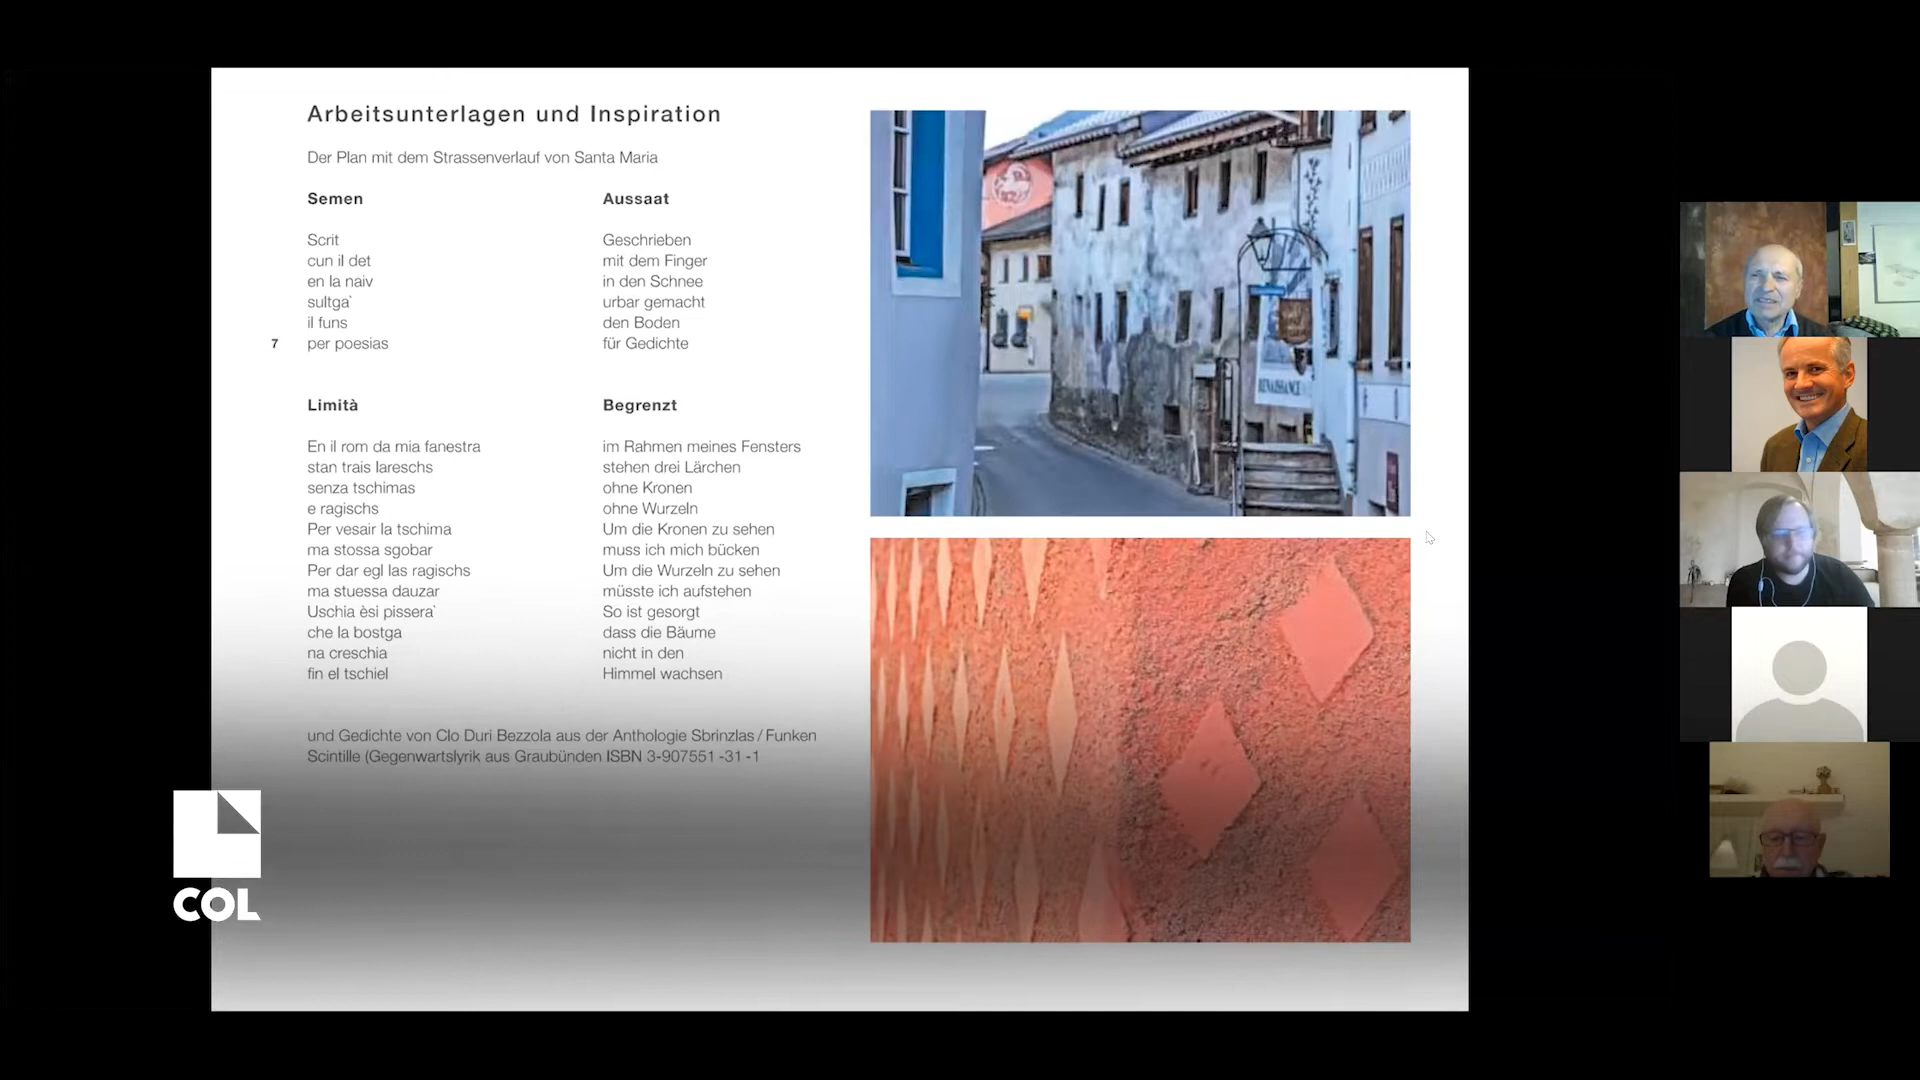 Arbeitsunterlagen und Inspiration
Der Plan mit dem Strassenverlauf von Santa Maria
Semen
Scrit
cun il det
en la naiv
sultga`
il funs
7
per poesias
Aussaat
Geschrieben
mit dem Finger
in den Schnee
urbar gemacht
den Boden
für Gedichte
Limità
En il rom da mia fanestra
stan trais lareschs
senza tschimas
e ragischs
Per vesair la tschima
ma stossa sgobar
Per dar egl las ragischs
ma stuessa dauzar
Uschia èsi pissera`
che la bostga
na creschia
fin el tschiel
Begrenzt
im Rahmen meines Fensters
stehen drei Lärchen
ohne Kronen
ohne Wurzeln
Um die Kronen zu sehen
muss ich mich bücken
Um die Wurzeln zu sehen
müsste ich aufstehen
So ist gesorgt
dass die Bäume
nicht in den
Himmel wachsen
und Gedichte von Clo Duri Bezzola aus der Anthologie Sbrinzlas / Funken
Scintille (Gegenwartslyrik aus Graubünden ISBN 3-907551 -31 -1
RENAISSANCE
COL